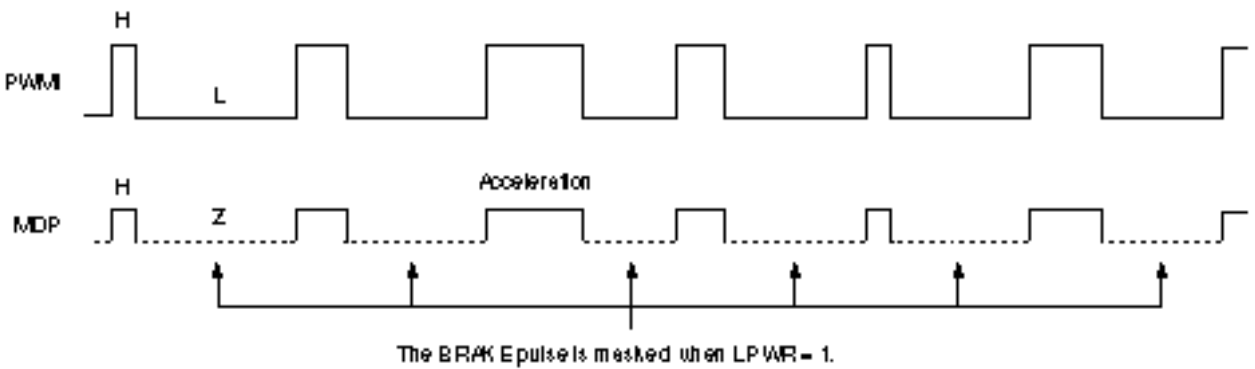 H
PWMI
L
H
Acceleration
MDP
Z
The BRAKE pulse is masked when LPWR = 1.